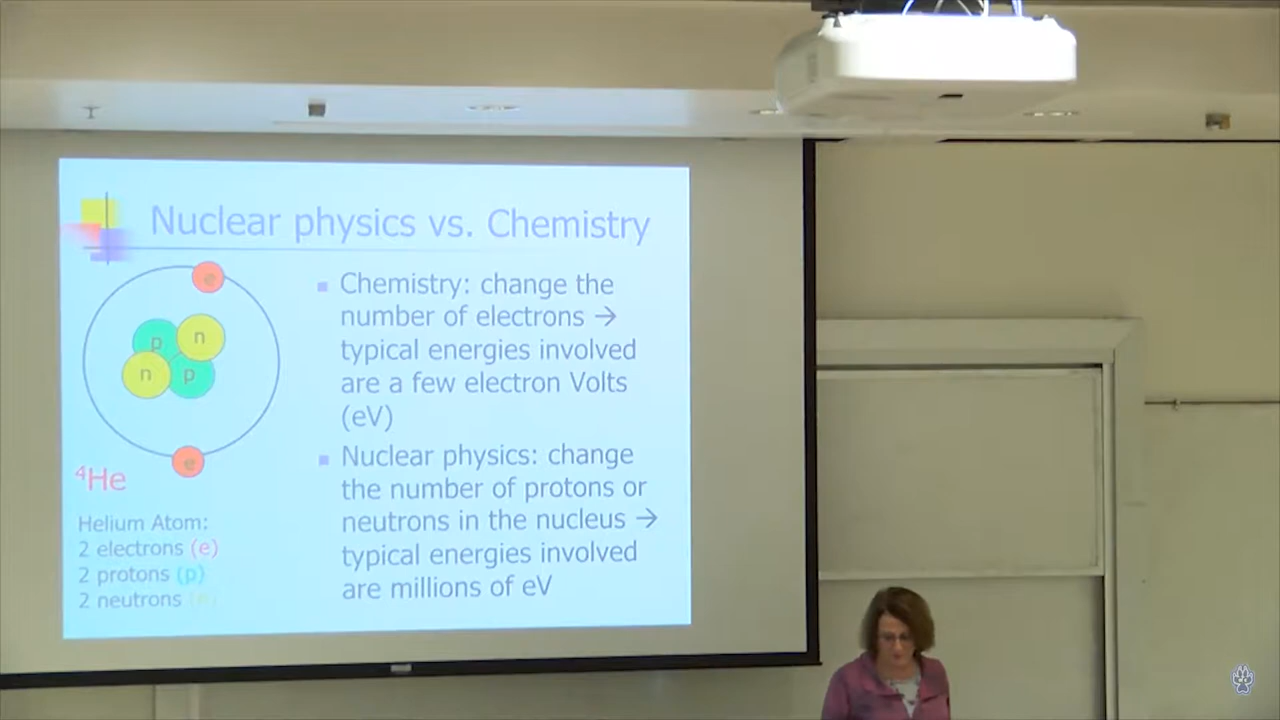 Nuclear physics vs. Chemistry
e
p n
n p
e
⁴He
Helium Atom:
2 electrons (e)
2 protons (p)
2 neutrons (n)
Chemistry: change the
number of electrons →
typical energies involved
are a few electron Volts
(eV)
Nuclear physics: change
the number of protons or
neutrons in the nucleus →
typical energies involved
are millions of eV